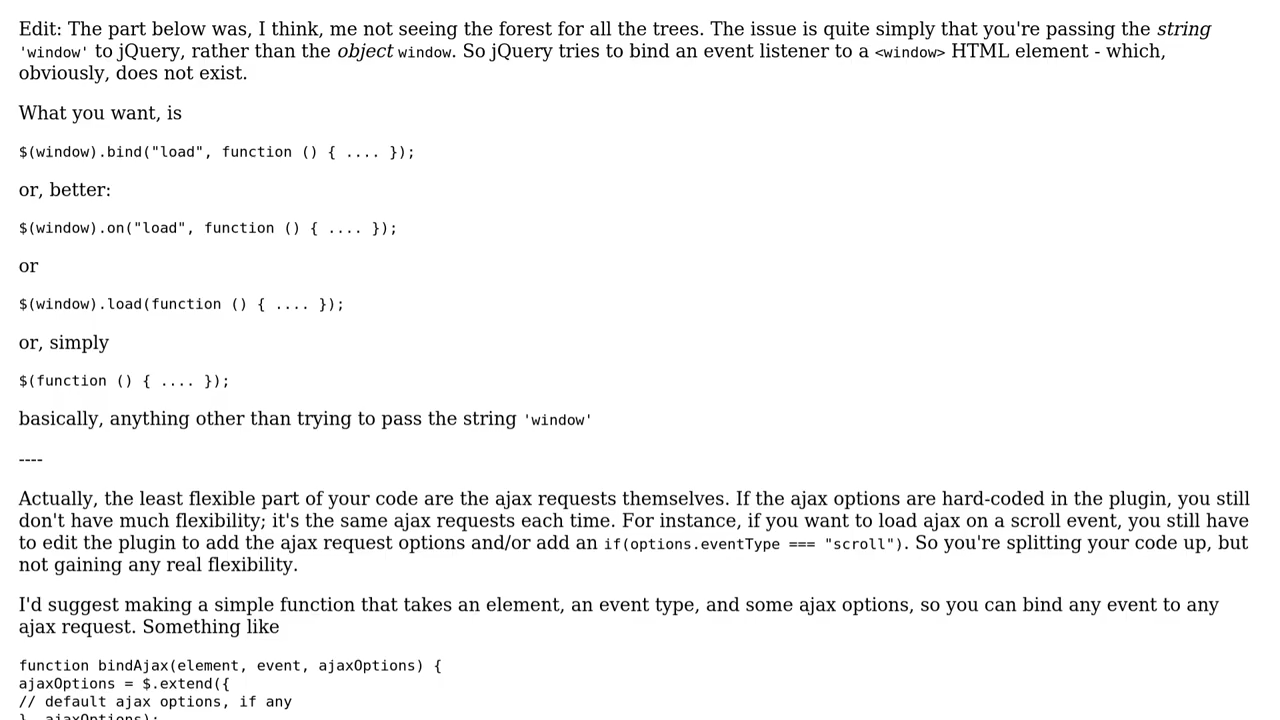 Edit: The part below was, I think, me not seeing the forest for all the trees. The issue is quite simply that you're passing the string
'window' to jQuery, rather than the object window. So jQuery tries to bind an event listener to a <window> HTML element - which,
obviously, does not exist.
What you want, is
$(window).bind("load", function () { .... });
or, better:
$(window).on("load", function () { .... });
or
$(window).load(function () { .... });
or, simply
$(function () { .... });
basically, anything other than trying to pass the string 'window'
----
Actually, the least flexible part of your code are the ajax requests themselves. If the ajax options are hard-coded in the plugin, you still
don't have much flexibility; it's the same ajax requests each time. For instance, if you want to load ajax on a scroll event, you still have
to edit the plugin to add the ajax request options and/or add an if(options.eventType === "scroll"). So you're splitting your code up, but
not gaining any real flexibility.
I'd suggest making a simple function that takes an element, an event type, and some ajax options, so you can bind any event to any
ajax request. Something like
function bindAjax(element, event, ajaxOptions) {
ajaxOptions = $.extend({
// default ajax options, if any
}, ajaxOptions);